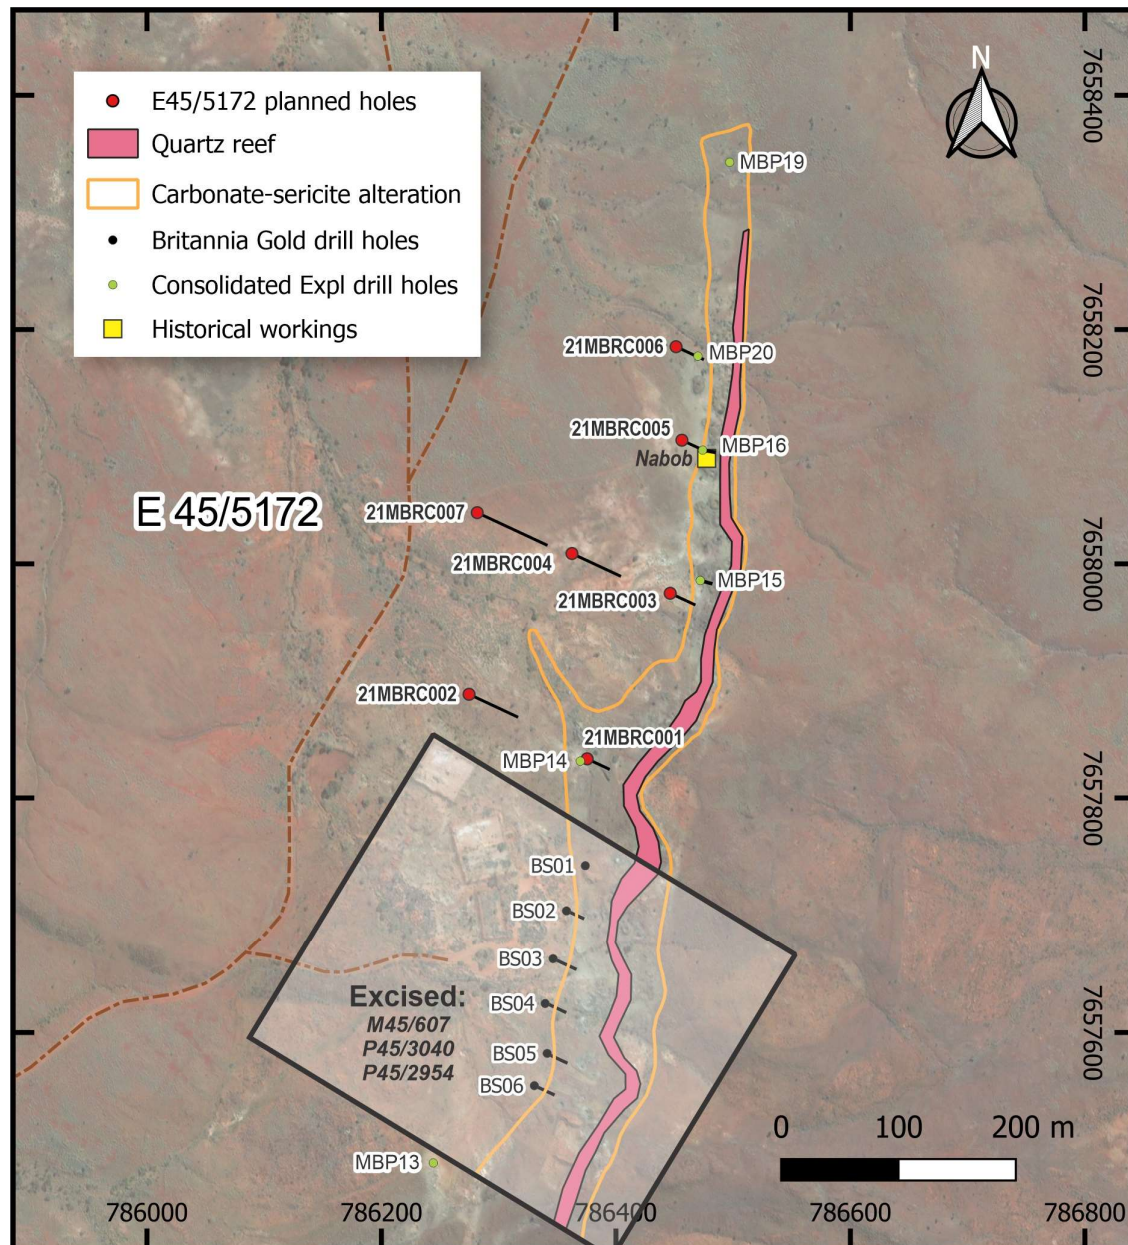 N
E45/5172 planned holes
Quartz reef
Carbonate-sericite alteration
Britannia Gold drill holes
Consolidated Expl drill holes
Historical workings
7658400
MBP19
7658200
21MBRC006
MBP20
21MBRC005
MBP16
Nabob
E 45/5172
21MBRC007
21MBRC004
7658000
MBP15
21MBRC003
21MBRC002
21MBRC001
MBP14
7657800
BS01
BS02
BS03
Excised:
M45/607
P45/3040
P45/2954
BS04
BS05
BS06
7657600
0 100 200 m
MBP13
786000 786200 786400 786600 786800